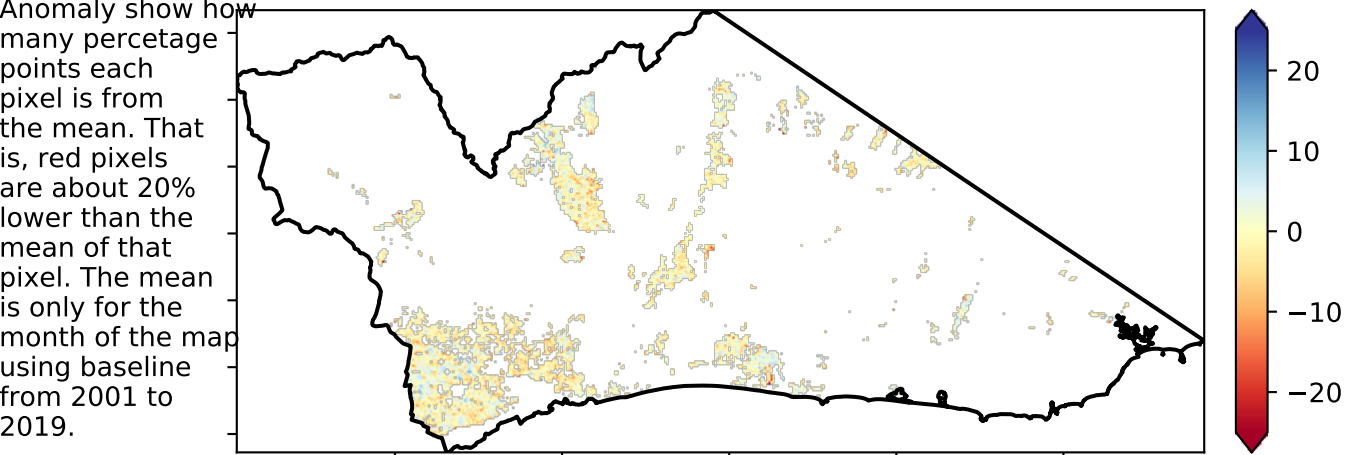 Anomaly show how
many percetage
points each
pixel is from
the mean. That
is, red pixels
are about 20%
lower than the
mean of that
pixel. The mean
is only for the
month of the map
using baseline
from 2001 to
2019.
20
10
0
−10
−20